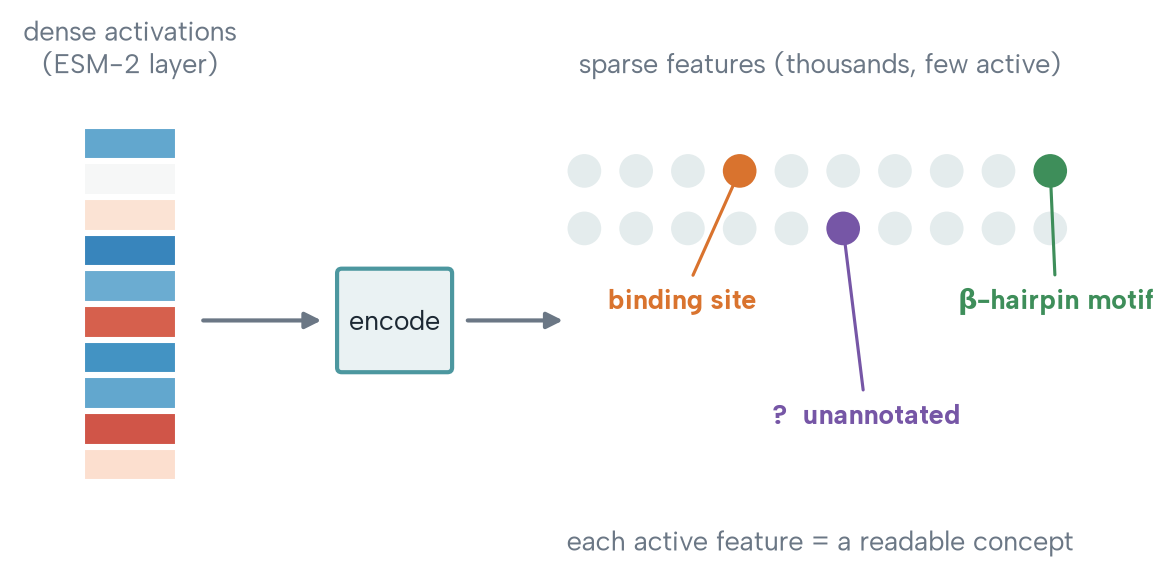 dense activations
(ESM-2 layer)
sparse features (thousands, few active)
binding site
β-hairpin motif
encode
? unannotated
each active feature = a readable concept